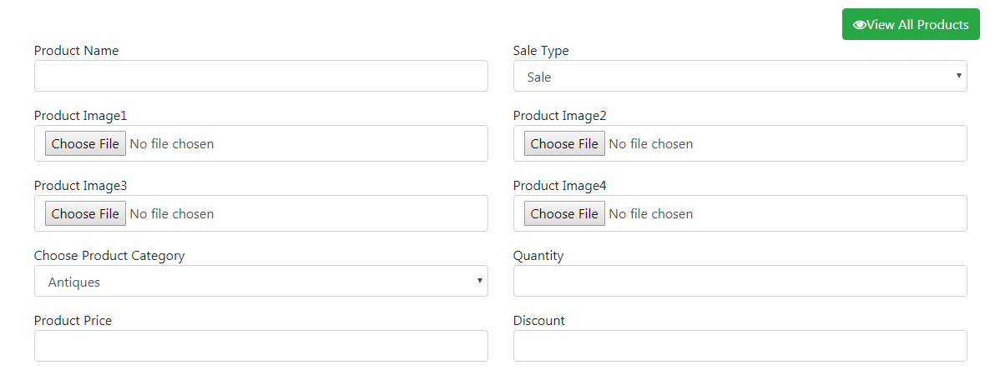 View All Products
Product Name
Sale Type
Sale
Product Image1
Product Image2
Choose File No file chosen
Choose File No file chosen
Product Image3
Product Image4
Choose File No file chosen
Choose File No file chosen
Choose Product Category
Quantity
Antiques
Product Price
Discount